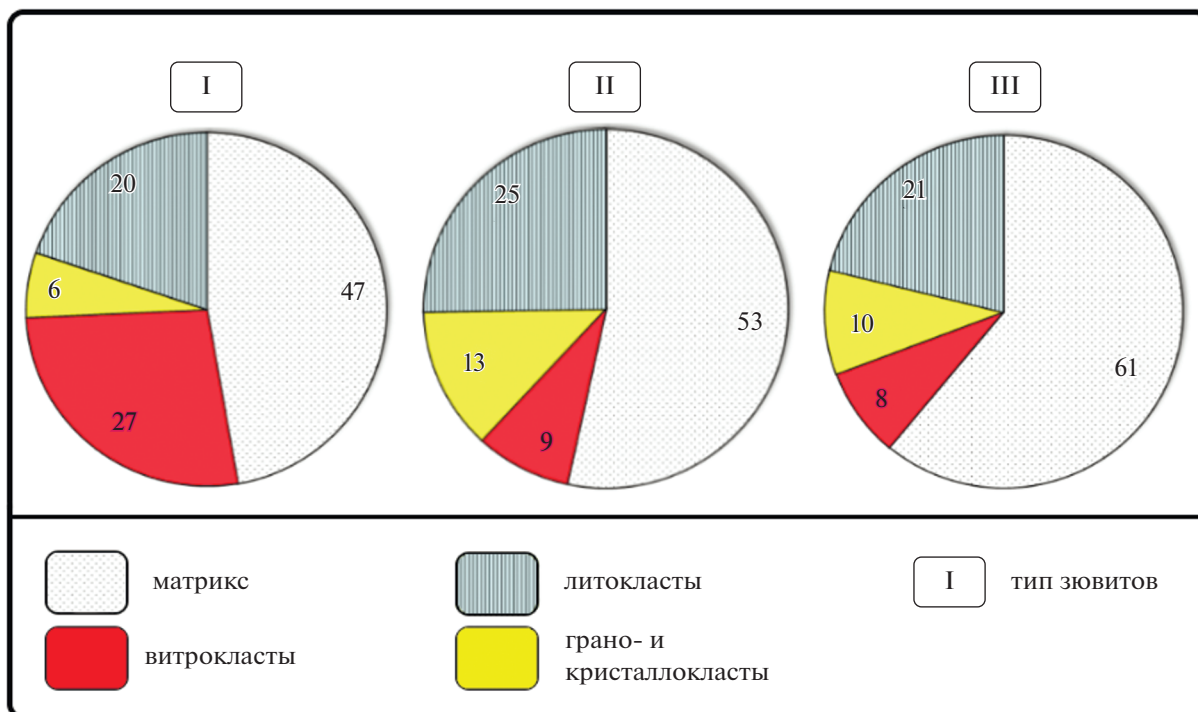 I
II
III
20
47
6
27
25
53
13
9
21
10
61
8
матрикс
литокласты
I
тип зювитов
витрокласты
грано- и
кристаллокласты